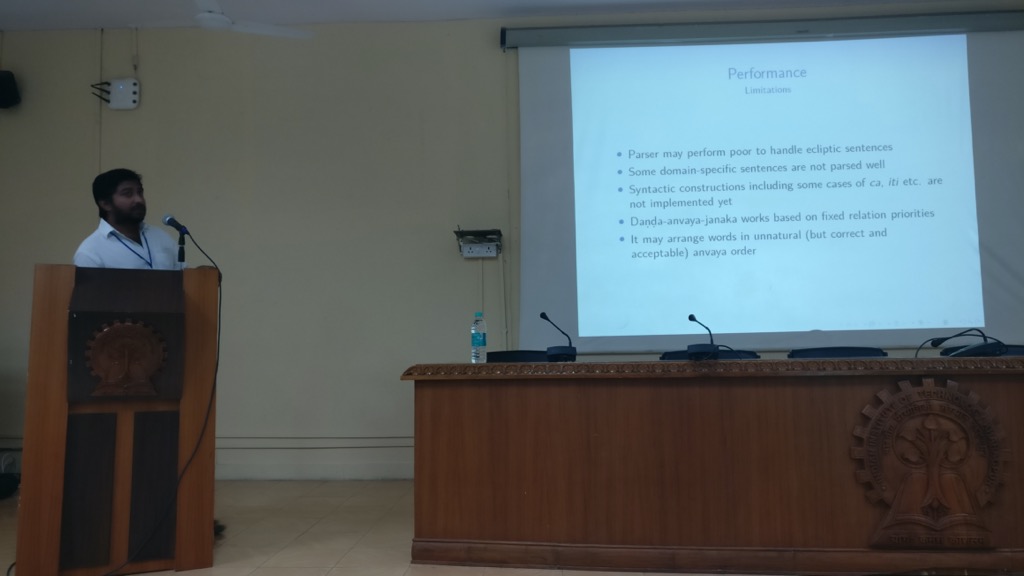 Performance
Limitations
Parser may perform poor to handle ecliptic sentences
Some domain-specific sentences are not parsed well
Syntactic constructions including some cases of ca, iti etc. are
not implemented yet
Daṇḍa-anvaya-janaka works based on fixed relation priorities
It may arrange words in unnatural (but correct and
acceptable) anvaya order